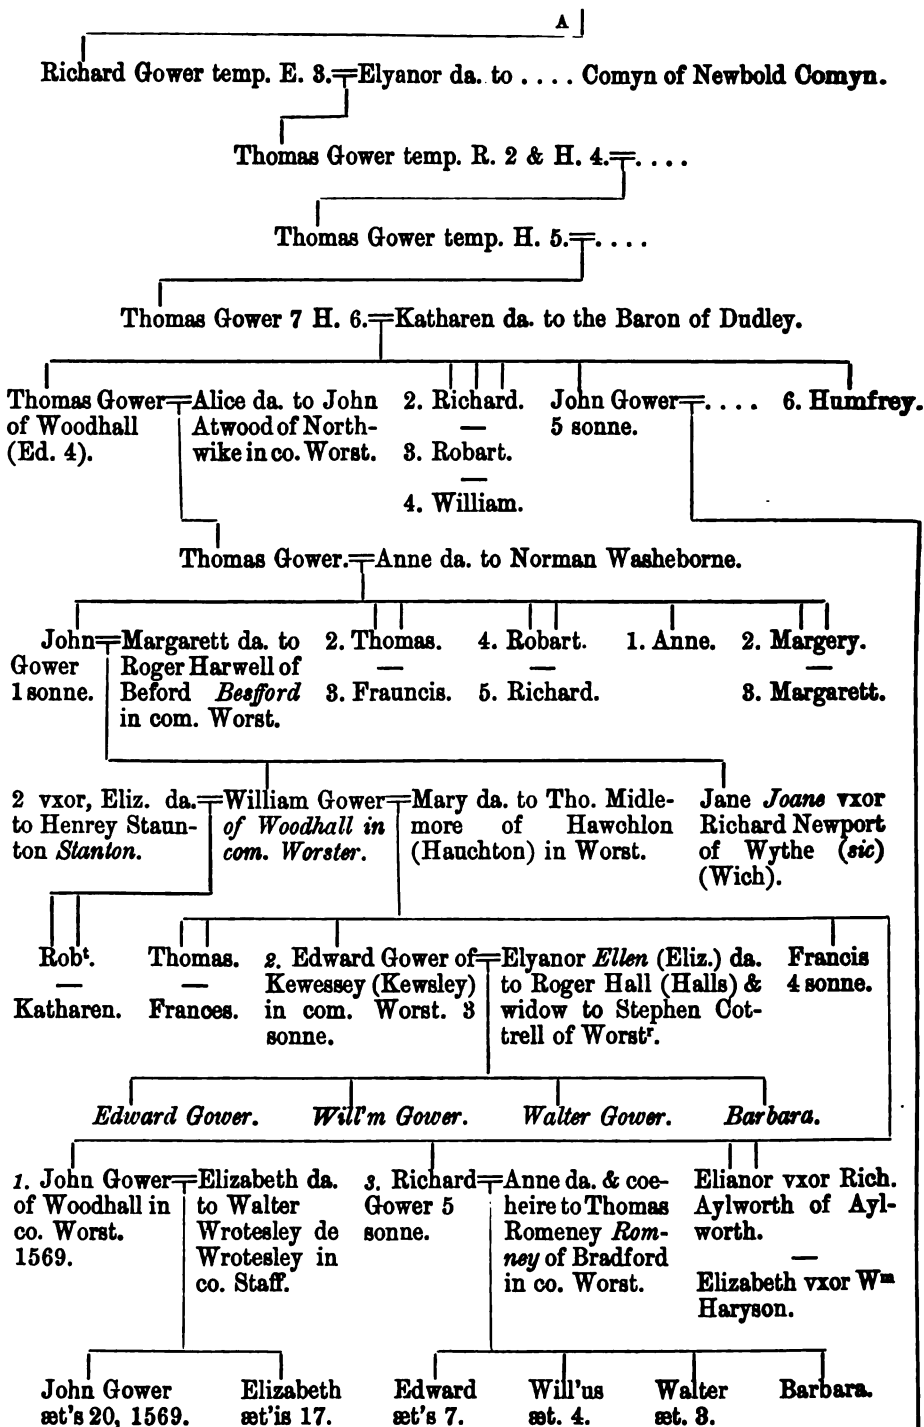 A
Richard Gower temp. E. 3.=Elyanor da. to .... Comyn of Newbold Comyn.
Thomas Gower temp. R. 2 & H. 4.=....
Thomas Gower temp. H. 5.=....
Thomas Gower 7 H. 6.=Katharen da. to the Baron of Dudley.
Thomas Gower=
of Woodhall
(Ed. 4).
Alice da. to John
Atwood of North-
wike in co. Worst.
2. Richard.
—
3. Robart.
—
4. William.
John Gower=....
5 sonne.
6. Humfrey.
Thomas Gower.=Anne da. to Norman Washeborne.
John=
Gower
1 sonne.
Margarett da. to
Roger Harwell of
Beford Besfford
in com. Worst.
2. Thomas.
—
3. Frauncis.
4. Robart.
—
5. Richard.
1. Anne.
2. Margery.
—
3. Margarett.
2 vxor, Eliz. da.=
to Henrey Staun-
ton Stanton.
William Gower=
of Woodhall in
com. Worster.
Mary da. to Tho. Midle-
more of Hawchlon
(Hauchton) in Worst.
Jane Joane vxor
Richard Newport
of Wythe (sic)
(Wich).
Robt.
—
Katharen.
Thomas.
—
Frances.
2. Edward Gower of=
Kewessey (Kewsley)
in com. Worst. 3
sonne.
Elyanor Ellen (Eliz.) da.
to Roger Hall (Halls) &
widow to Stephen Cot-
trell of Worstr.
Francis
4 sonne.
Edward Gower. Will'm Gower. Walter Gower. Barbara.
1. John Gower=
of Woodhall in
co. Worst.
1569.
Elizabeth da.
to Walter
Wrotesley de
Wrotesley in
co. Staff.
3. Richard=
Gower 5
sonne.
Anne da. & coe-
heire to Thomas
Romeney Rom-
ney of Bradford
in co. Worst.
Elianor vxor Rich.
Aylworth of Ayl-
worth.
—
Elizabeth vxor Wm
Haryson.
John Gower
æt's 20, 1569.
Elizabeth
æt'is 17.
Edward
æt's 7.
Will'us
æt. 4.
Walter
æt. 3.
Barbara.